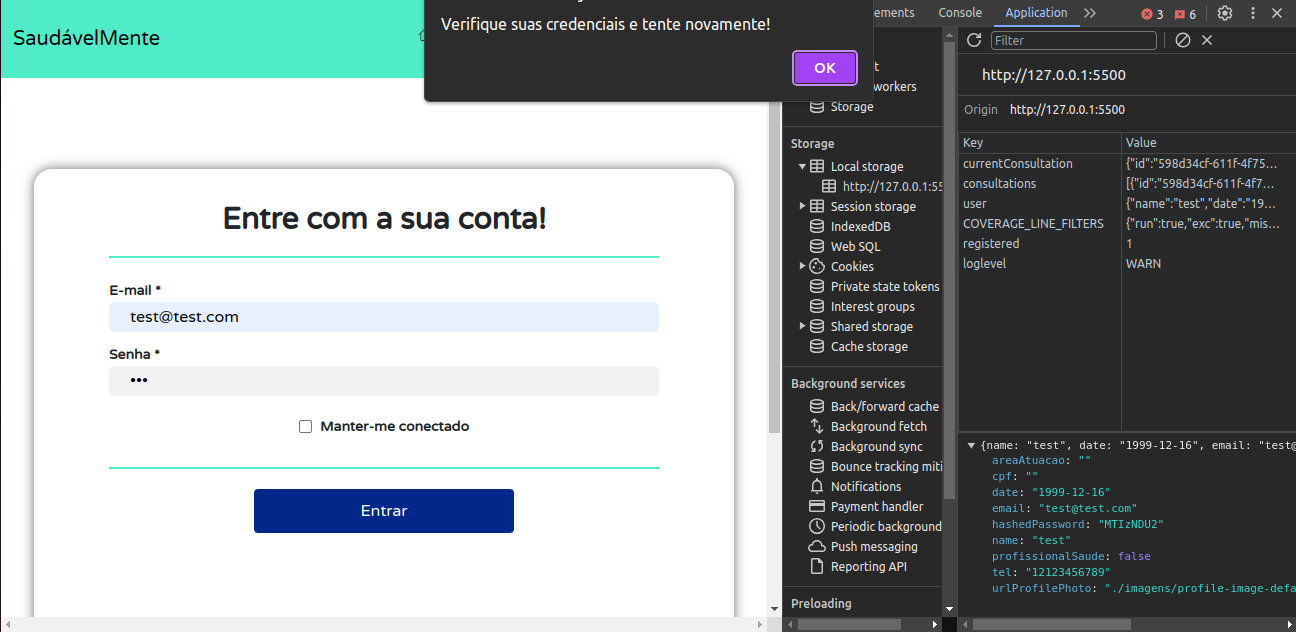 SaudávelMente
Verifique suas credenciais e tente novamente!
OK
Entre com a sua conta!
E-mail *
test@test.com
Senha *
•••
Manter-me conectado
Entrar
ements
Console
Application
3
6
workers
Storage
Storage
Local storage
http://127.0.0.1:55
Session storage
IndexedDB
Web SQL
Cookies
Private state tokens
Interest groups
Shared storage
Cache storage
Background services
Back/forward cache
Background fetch
Background sync
Bounce tracking miti
Notifications
Payment handler
Periodic background
Push messaging
Reporting API
Preloading
Filter
http://127.0.0.1:5500
Origin http://127.0.0.1:5500
Key Value
currentConsultation {"id":"598d34cf-611f-4f75...
consultations [{"id":"598d34cf-611f-4f7...
user {"name":"test","date":"19...
COVERAGE_LINE_FILTERS {"run":true,"exc":true,"mis...
registered 1
loglevel WARN
{name: "test", date: "1999-12-16", email: "test@
areaAtuacao: ""
cpf: ""
date: "1999-12-16"
email: "test@test.com"
hashedPassword: "MTIzNDU2"
name: "test"
profissionalSaude: false
tel: "12123456789"
urlProfilePhoto: "./imagens/profile-image-defa